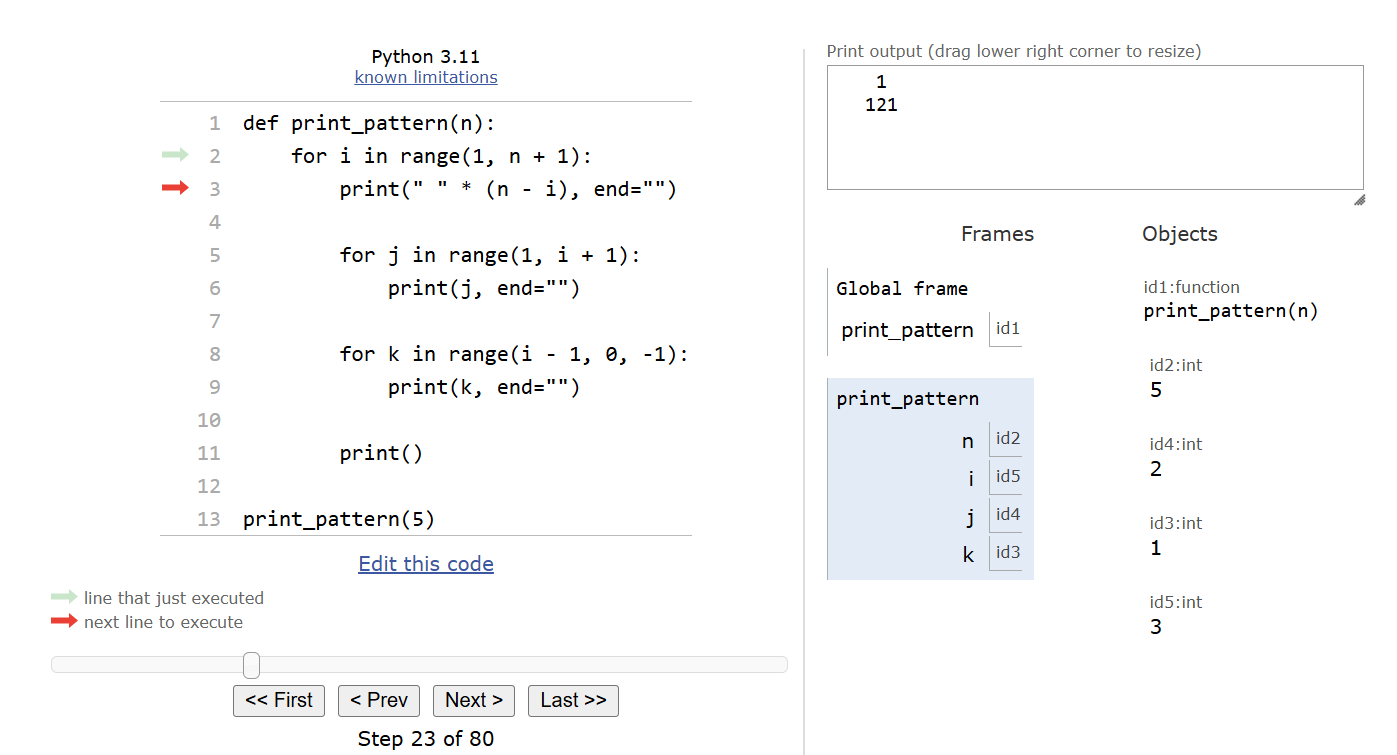 Python 3.11
known limitations
1 def print_pattern(n):
2     for i in range(1, n + 1):
3         print(" " * (n - i), end="")
4
5         for j in range(1, i + 1):
6             print(j, end="")
7
8         for k in range(i - 1, 0, -1):
9             print(k, end="")
10
11         print()
12
13 print_pattern(5)
Edit this code
line that just executed
next line to execute
<< First < Prev Next > Last >>
Step 23 of 80
Print output (drag lower right corner to resize)
    1
   121
Frames Objects
Global frame
print_pattern id1
print_pattern
n id2
i id5
j id4
k id3
id1:function
print_pattern(n)
id2:int
5
id4:int
2
id3:int
1
id5:int
3